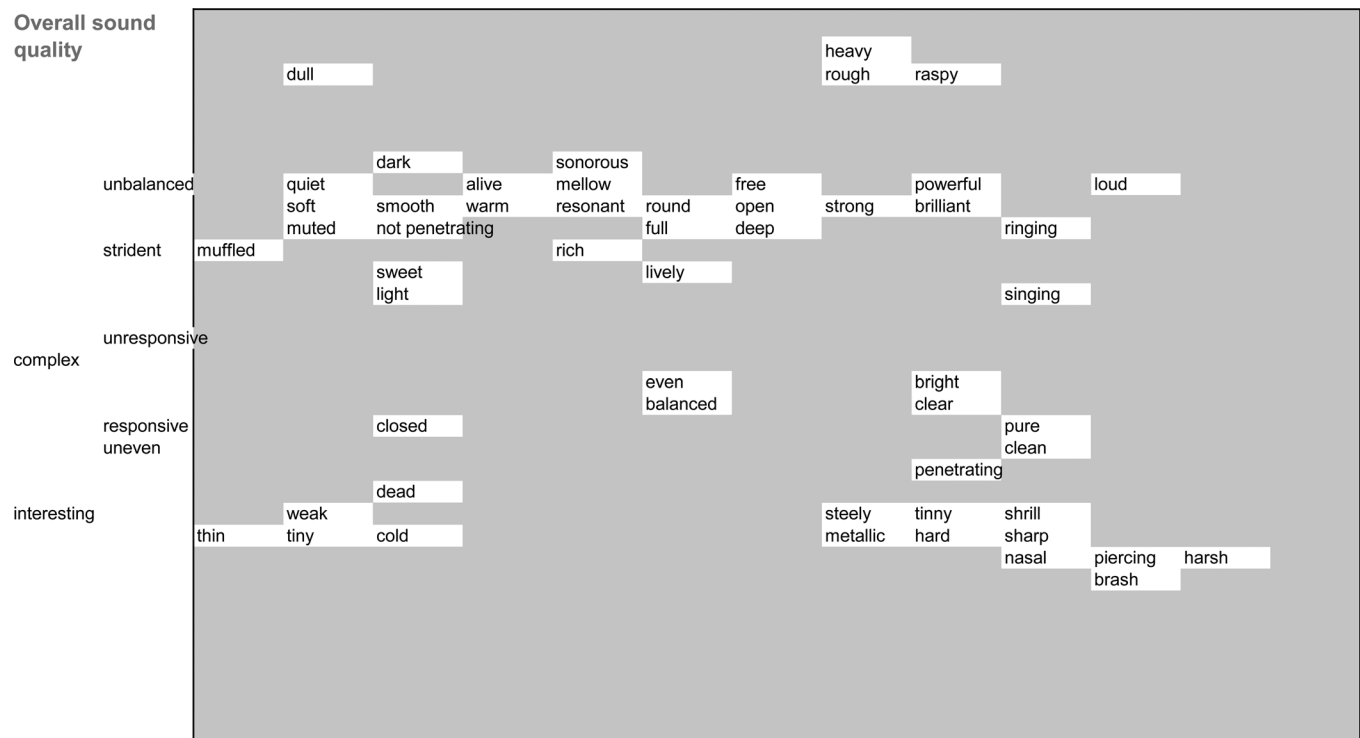 Overall sound
quality
heavy
dull rough raspy
dark sonorous
unbalanced quiet alive mellow free powerful loud
soft smooth warm resonant round open strong brilliant
muted not penetrating full deep ringing
strident muffled rich
sweet lively
light singing
unresponsive
complex
even bright
balanced clear
responsive closed pure
uneven clean
penetrating
dead
interesting weak steely tinny shrill
thin tiny cold metallic hard sharp
nasal piercing harsh
brash